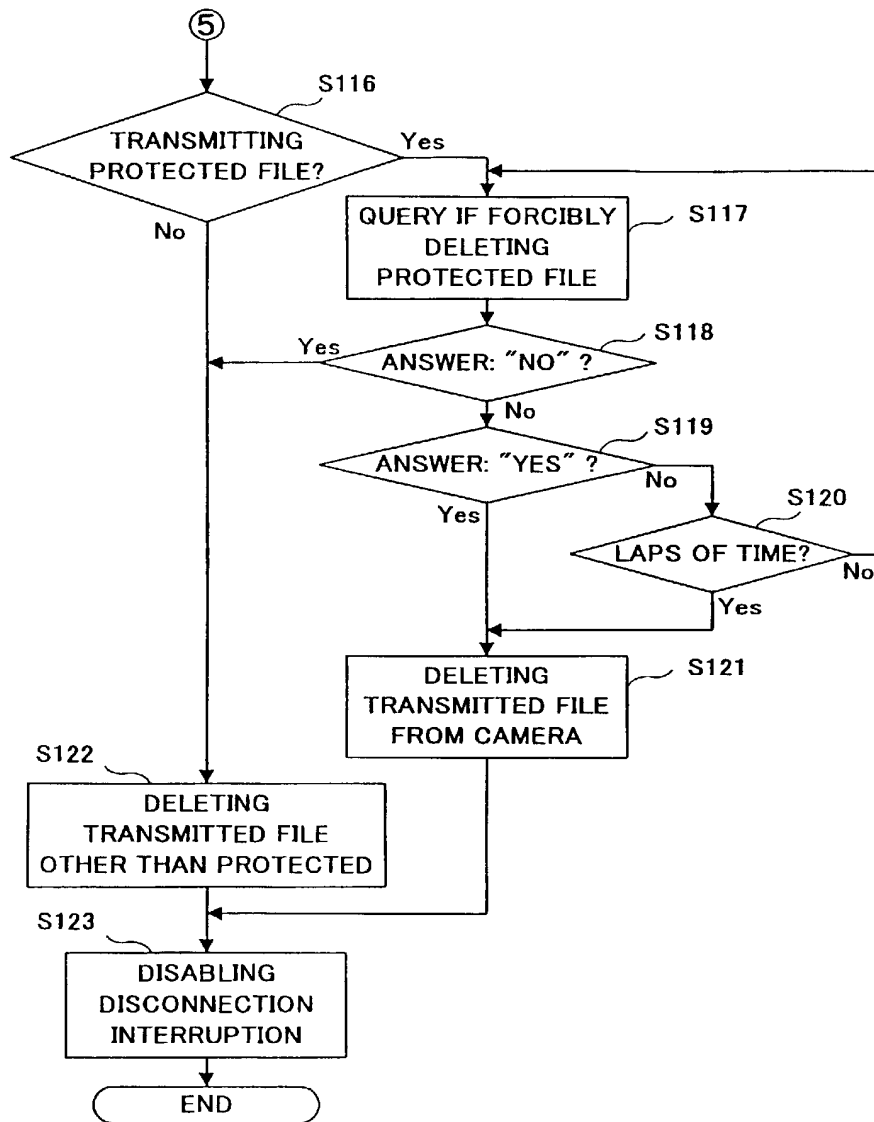 5
S116
TRANSMITTING
PROTECTED FILE?
Yes
No
QUERY IF FORCIBLY
DELETING
PROTECTED FILE
S117
S118
Yes
ANSWER: "NO" ?
No
S119
ANSWER: "YES" ?
No
Yes
S120
LAPS OF TIME?
No
Yes
DELETING
TRANSMITTED FILE
FROM CAMERA
S121
S122
DELETING
TRANSMITTED FILE
OTHER THAN PROTECTED
S123
DISABLING
DISCONNECTION
INTERRUPTION
END